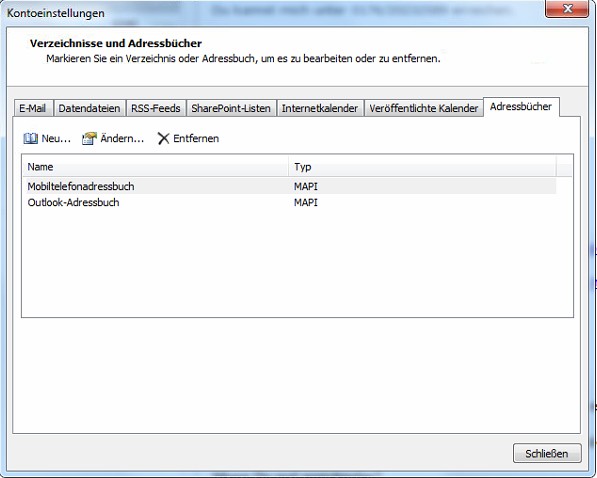 Kontoeinstellungen
Verzeichnisse und Adressbücher
Markieren Sie ein Verzeichnis oder Adressbuch, um es zu bearbeiten oder zu entfernen.
E-Mail Datendateien RSS-Feeds SharePoint-Listen Internetkalender Veröffentlichte Kalender Adressbücher
Neu... Ändern... Entfernen
Name Typ
Mobiltelefonadressbuch MAPI
Outlook-Adressbuch MAPI
Schließen